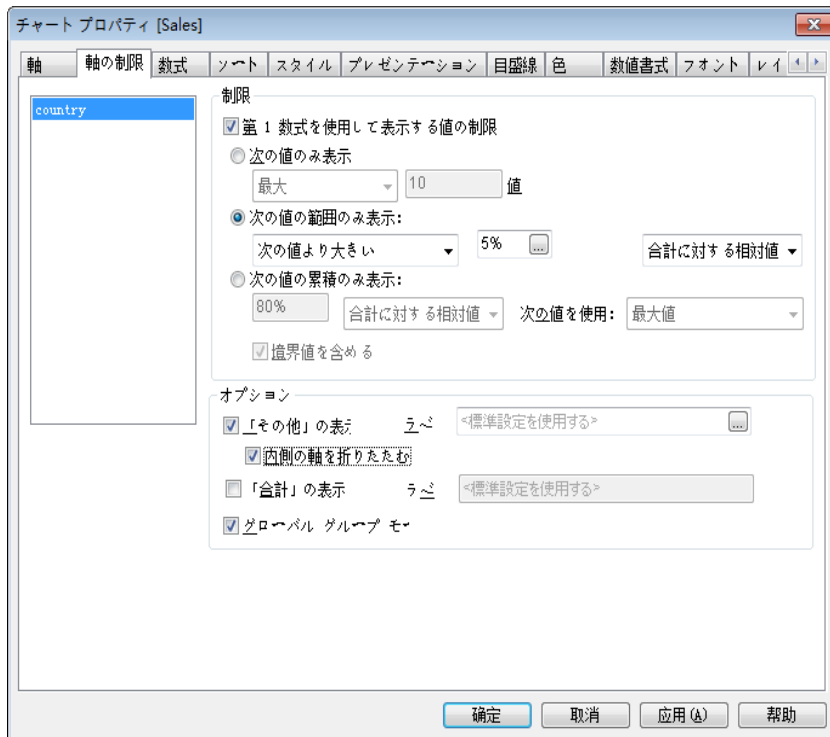 チャート プロパティ [Sales]
軸 軸の制限 数式 ソート スタイル プレゼンテーション 目盛線 色 数値書式 フォント レイ
country
制限
第 1 数式を使用して表示する値の制限
次の値のみ表示
最大 10 値
次の値の範囲のみ表示:
次の値より大きい 5% ... 合計に対する相対値
次の値の累積のみ表示:
80% 合計に対する相対値 次の値を使用: 最大値
境界値を含める
オプション
「その他」の表示 ラベ <標準設定を使用する> ...
内側の軸を折りたたむ
「合計」の表示 ラベ <標準設定を使用する>
グローバル グループ モー
确定 取消 应用(A) 帮助